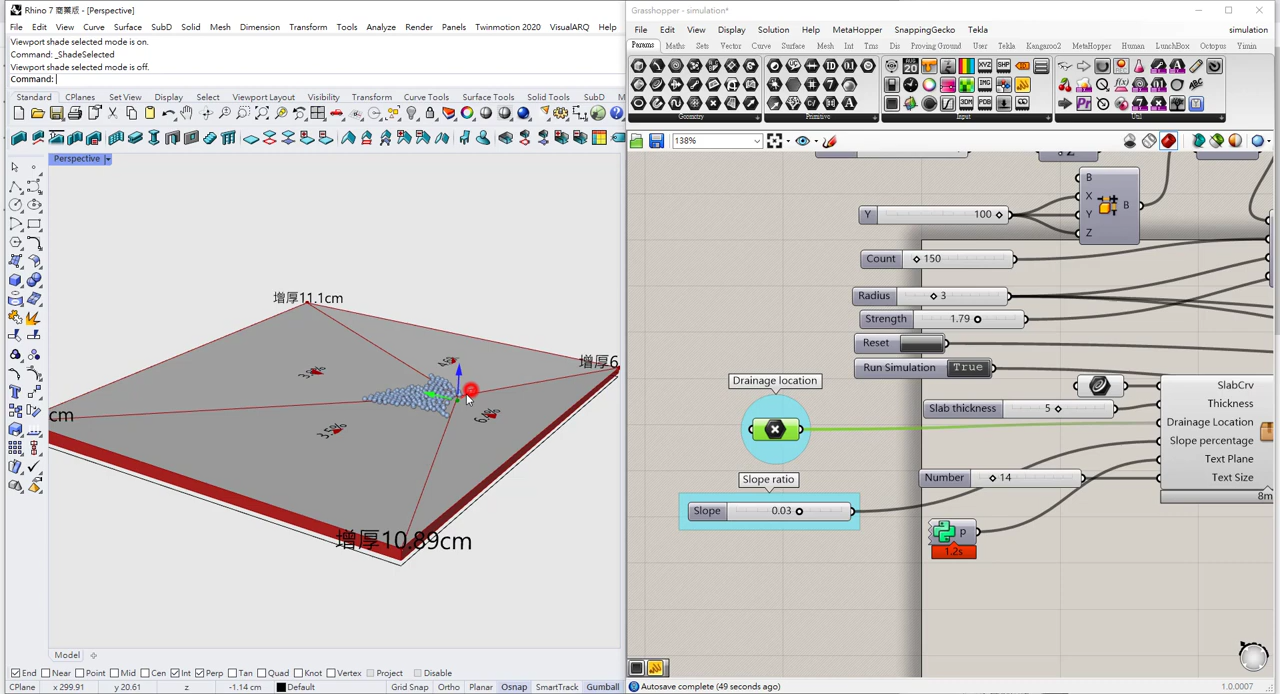 Rhino 7 商業版 - [Perspective]
File Edit View Curve Surface SubD Solid Mesh Dimension Transform Tools Analyze Render Panels Twinmotion 2020 VisualARQ Help
Viewport shade selected mode is on.
Command: _ShadeSelected
Viewport shade selected mode is off.
Command:
Standard CPlanes Set View Display Select Viewport Layout Visibility Transform Curve Tools Surface Tools Solid Tools SubD M
Perspective
增厚11.1cm
增厚6
cm
3.5%
增厚10.89cm
Model
End Near Point Mid Cen Int Perp Tan Quad Knot Vertex Project Disable
CPlane x 299.91 y 20.61 z -1.14 cm Default Grid Snap Ortho Planar Osnap SmartTrack Gumball
Grasshopper - simulation*
File Edit View Display Solution Help MetaHopper SnappingGecko Tekla simulation
Params Maths Sets Vector Curve Surface Mesh Int Trns Dis Proving Ground User Tekla Kangaroo2 MetaHopper Human LunchBox Octopus Yimin
Geometry Primitive Input Util
138%
B
X
Y
Z
B
Y 100
Count 150
Radius 3
Strength 1.79
Reset
Run Simulation True
Drainage location
Slab thickness 5
Slope ratio
Slope 0.03
Number 14
p
1.2s
SlabCrv
Thickness
Drainage Location
Slope percentage
Text Plane
Text Size
8m
Autosave complete (49 seconds ago)
1.0.0007